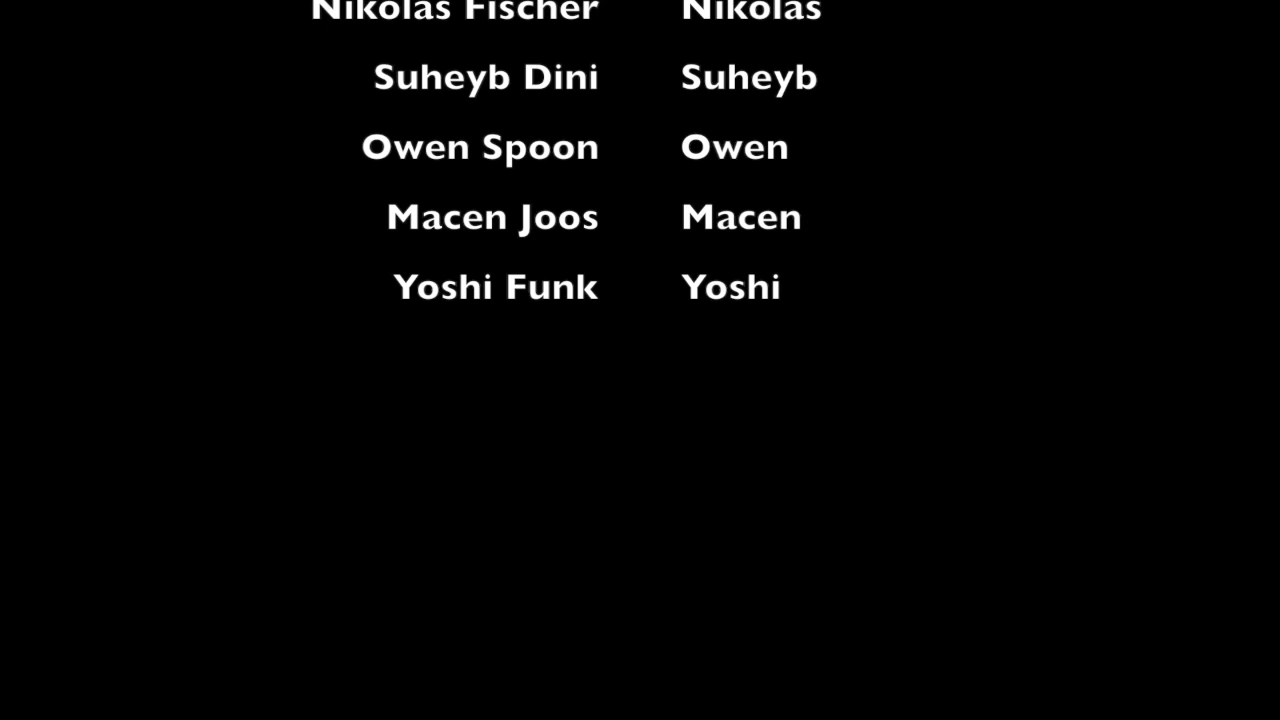 Nikolas Fischer Nikolas
Suheyb Dini Suheyb
Owen Spoon Owen
Macen Joos Macen
Yoshi Funk Yoshi